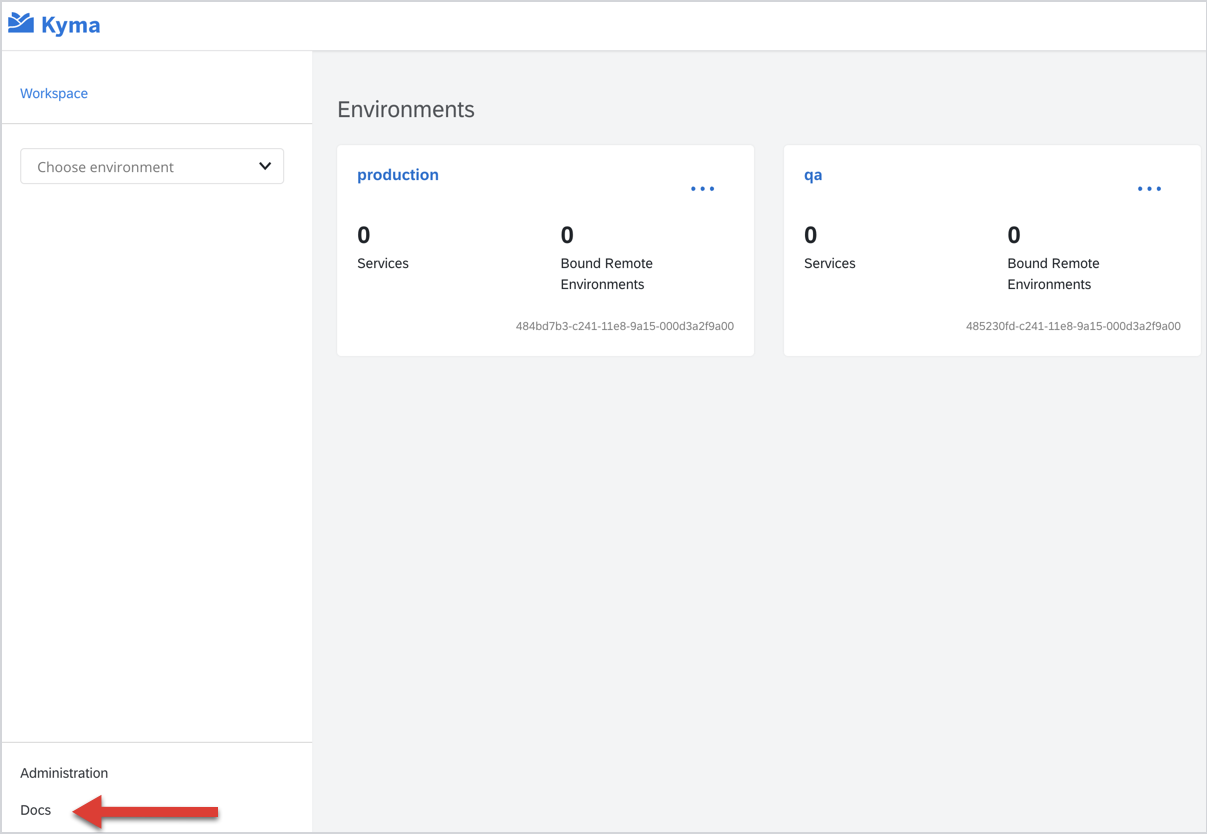 Kyma
Workspace
Choose environment
Administration
Docs
Environments
production
0
Services
0
Bound Remote
Environments
484bd7b3-c241-11e8-9a15-000d3a2f9a00
qa
0
Services
0
Bound Remote
Environments
485230fd-c241-11e8-9a15-000d3a2f9a00